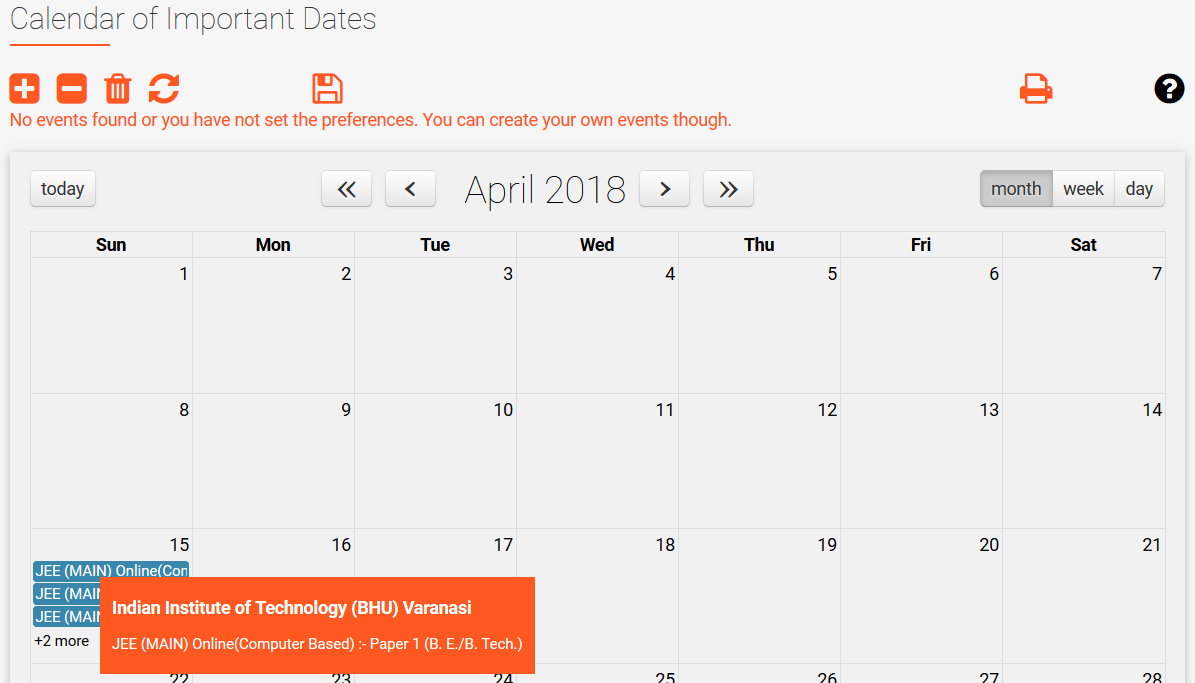 Calendar of Important Dates
No events found or you have not set the preferences. You can create your own events though.
today
April 2018
month week day
Sun Mon Tue Wed Thu Fri Sat
1 2 3 4 5 6 7
8 9 10 11 12 13 14
15 16 17 18 19 20 21
JEE (MAIN) Online(Con
JEE (MAIN
JEE (MAIN
+2 more
Indian Institute of Technology (BHU) Varanasi
JEE (MAIN) Online(Computer Based) :- Paper 1 (B. E./B. Tech.)
22 23 24 25 26 27 28